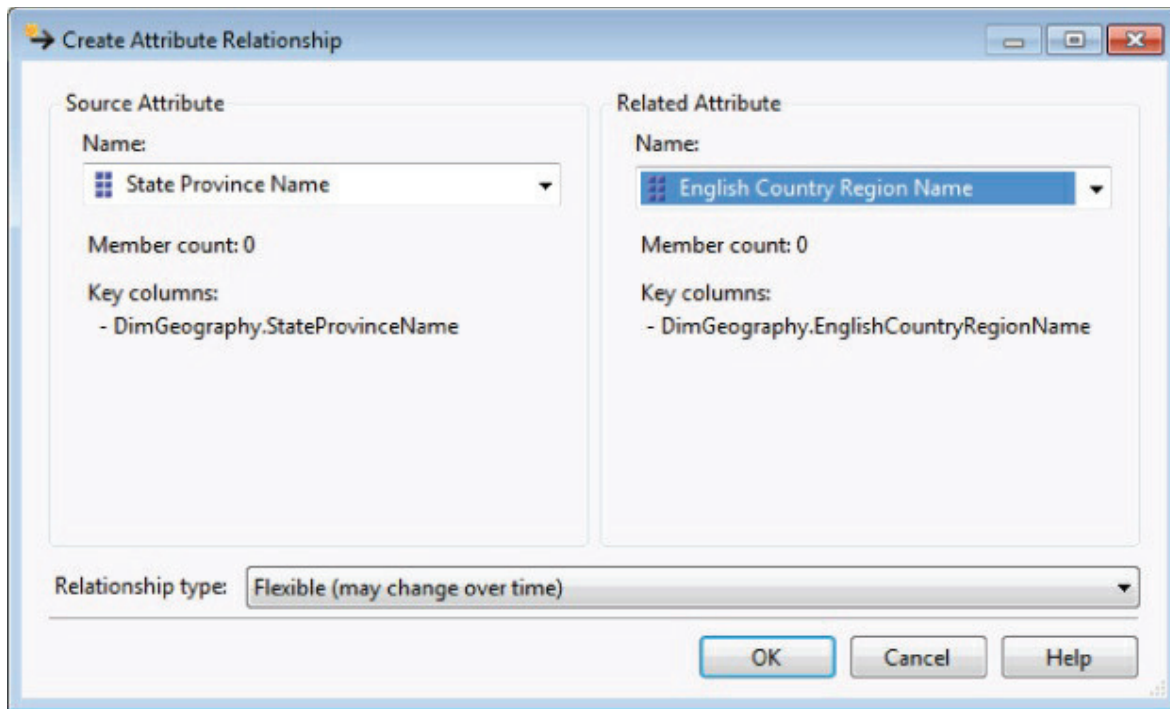 Create Attribute Relationship
Source Attribute
Name:
State Province Name
Member count: 0
Key columns:
- DimGeography.StateProvinceName
Related Attribute
Name:
English Country Region Name
Member count: 0
Key columns:
- DimGeography.EnglishCountryRegionName
Relationship type: Flexible (may change over time)
OK Cancel Help